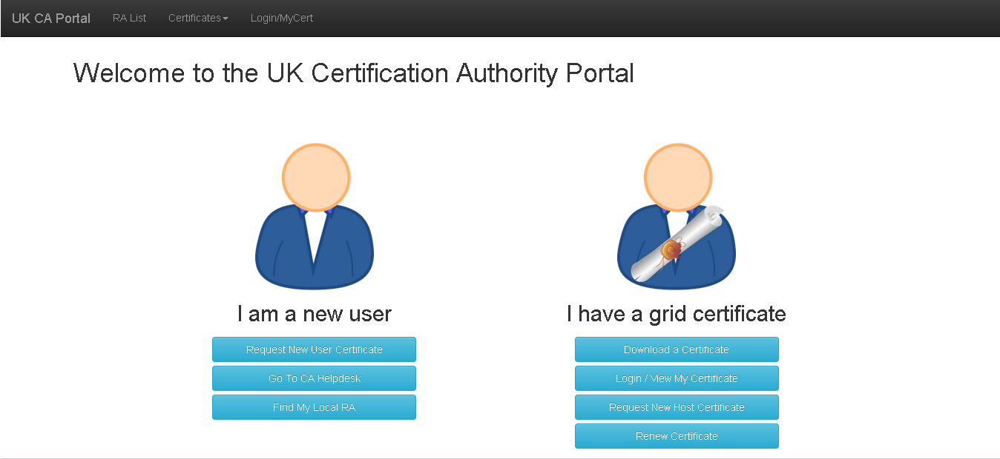 UK CA Portal RA List Certificates Login/MyCert
Welcome to the UK Certification Authority Portal
I am a new user
Request New User Certificate
Go To CA Helpdesk
Find My Local RA
I have a grid certificate
Download a Certificate
Login / View My Certificate
Request New Host Certificate
Renew Certificate